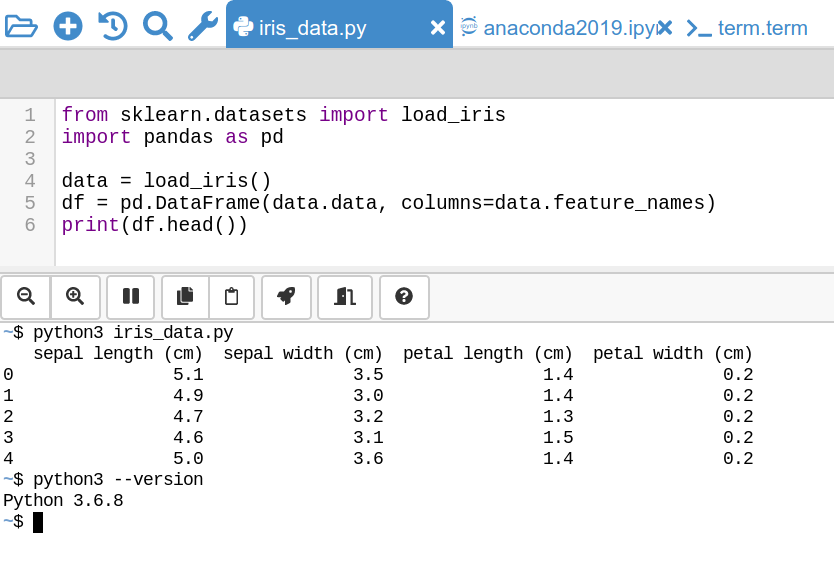 iris_data.py anaconda2019.ipy term.term
1 from sklearn.datasets import load_iris
2 import pandas as pd
3
4 data = load_iris()
5 df = pd.DataFrame(data.data, columns=data.feature_names)
6 print(df.head())
~$ python3 iris_data.py
   sepal length (cm)  sepal width (cm)  petal length (cm)  petal width (cm)
0                5.1               3.5                1.4               0.2
1                4.9               3.0                1.4               0.2
2                4.7               3.2                1.3               0.2
3                4.6               3.1                1.5               0.2
4                5.0               3.6                1.4               0.2
~$ python3 --version
Python 3.6.8
~$